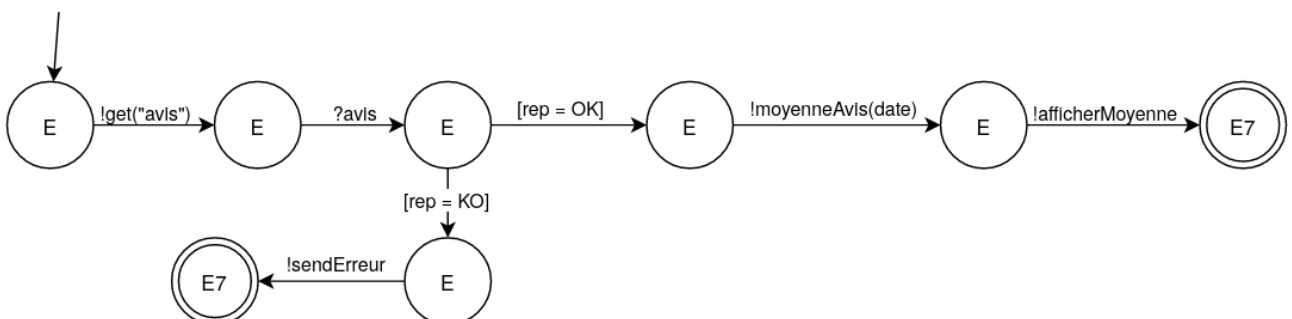 !get("avis")
?avis
[rep = OK]
!moyenneAvis(date)
!afficherMoyenne
E
E
E
E
E
E7
[rep = KO]
!sendErreur
E7
E